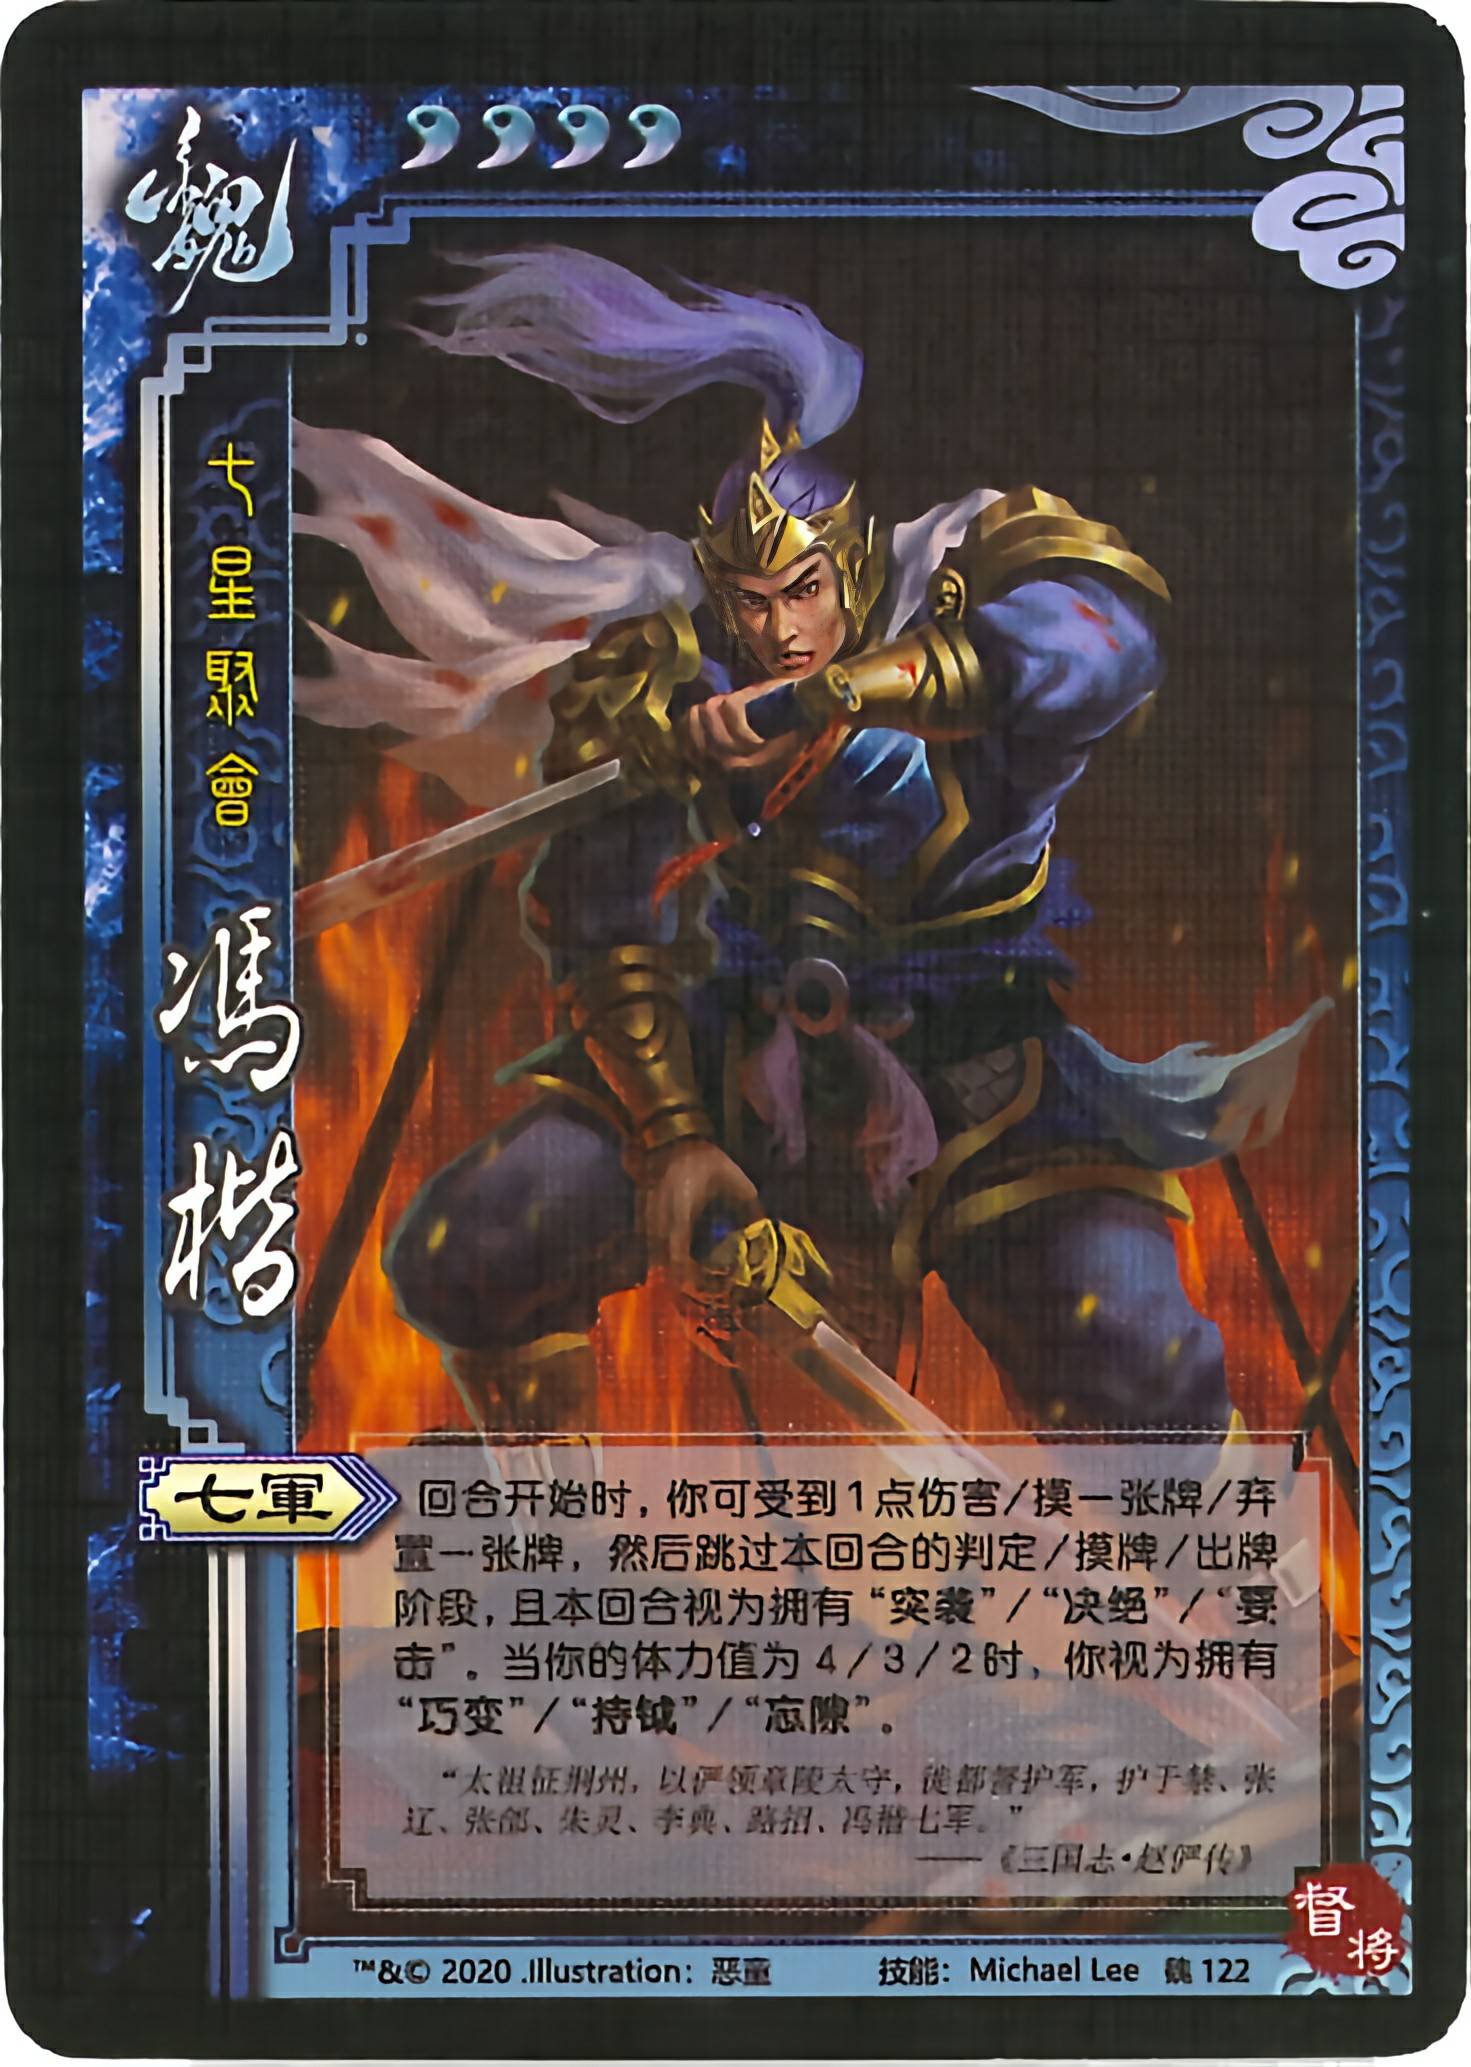 魏
七星聚會
馮楷
七軍
回合开始时，你可受到1点伤害/摸一张牌/弃
置一张牌，然后跳过本回合的判定/摸牌/出牌
阶段，且本回合视为拥有“突袭”/“决绝”/“要
击”。当你的体力值为4/3/2时，你视为拥有
“巧变”/“持钺”/“忘隙”。
“太祖征荆州，以俨领章陵太守，徙都督护军，护于禁、张
辽、张郃、朱灵、李典、路招、冯楷七军。”
——《三国志·赵俨传》
督将
™&© 2020 .Illustration：恶童 技能：Michael Lee 魏 122